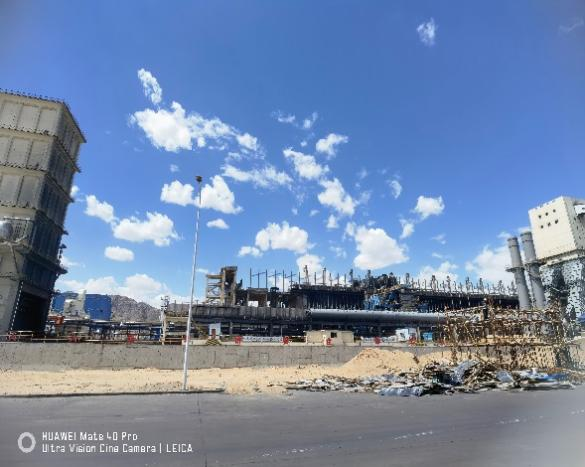 HUAWEI Mate 40 Pro
Ultra Vision Cine Camera | LEICA